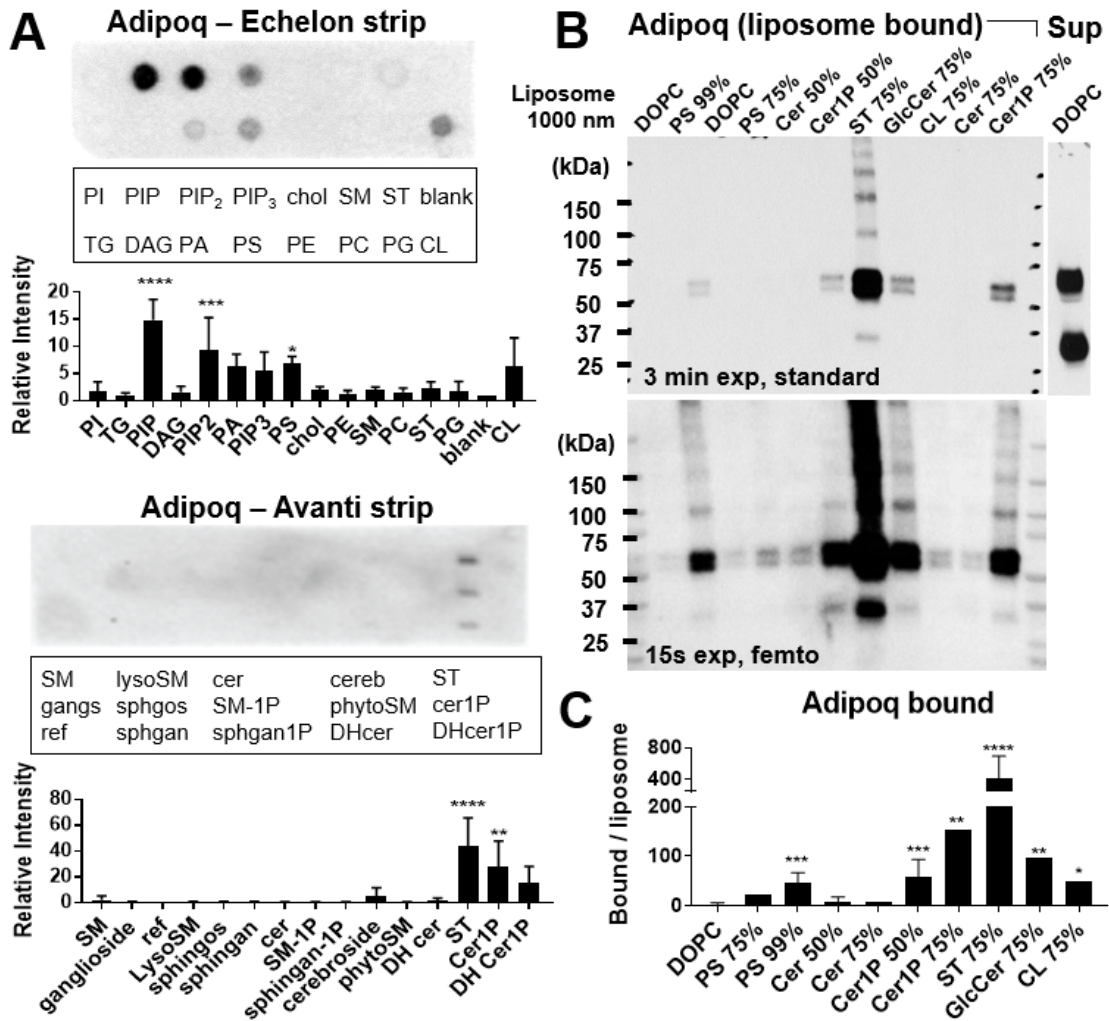 A
Adipoq – Echelon strip
PI PIP PIP2 PIP3 chol SM ST blank
TG DAG PA PS PE PC PG CL
Relative Intensity
20
15
10
5
0
****
***
*
PI
TG
PIP
DAG
PIP2
PA
PIP3
PS
chol
PE
SM
PC
ST
PG
blank
CL
Adipoq – Avanti strip
SM lysoSM cer cereb ST
gangs sphgos SM-1P phytoSM cer1P
ref sphgan sphgan1P DHcer DHcer1P
Relative Intensity
80
60
40
20
0
****
**
SM
ganglioside
ref
LysoSM
sphingos
sphingan
cer
SM-1P
sphingan-1P
cerebroside
phytoSM
DH cer
ST
Cer1P
DH Cer1P
B
Adipoq (liposome bound)
Sup
Liposome
1000 nm
DOPC
PS 99%
DOPC
PS 75%
Cer 50%
Cer1P 50%
ST 75%
GlcCer 75%
CL 75%
Cer 75%
Cer1P 75%
DOPC
(kDa)
150
100
75
50
37
25
3 min exp, standard
(kDa)
150
100
75
50
37
25
15s exp, femto
C
Adipoq bound
Bound / liposome
800
400
200
100
0
***
***
**
****
**
*
DOPC
PS 75%
PS 99%
Cer 50%
Cer 75%
Cer1P 50%
Cer1P 75%
ST 75%
GlcCer 75%
CL 75%